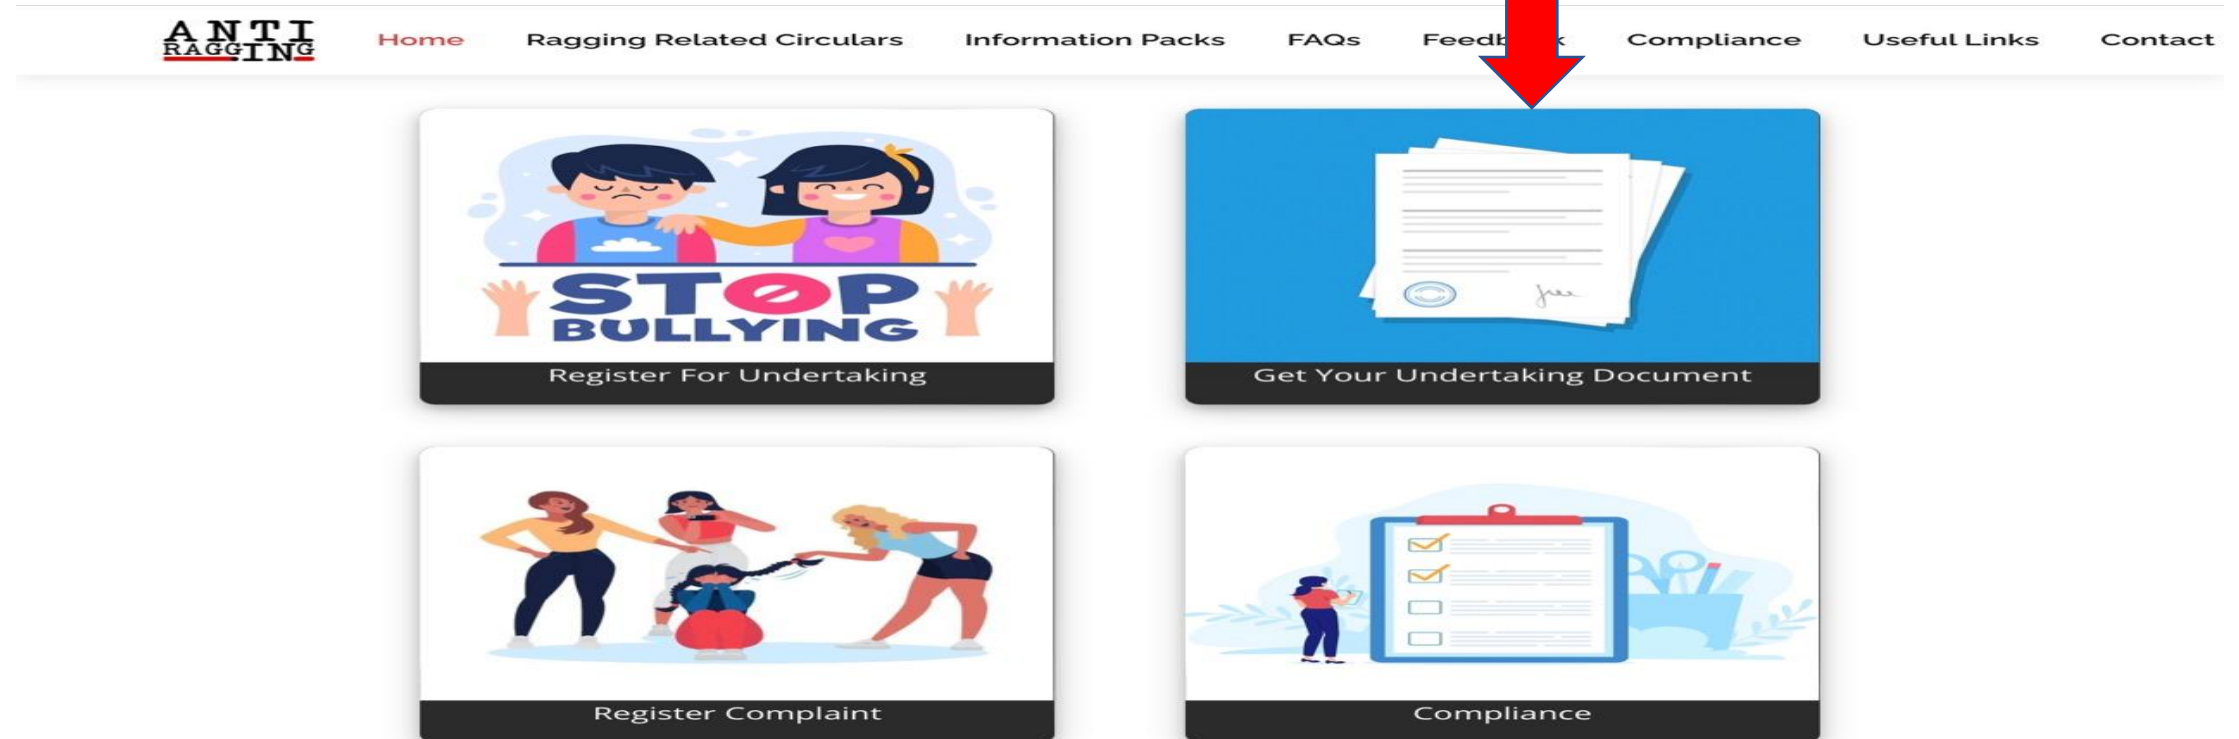 ANTI
RAGGING
Home Ragging Related Circulars Information Packs FAQs Compliance Useful Links Contact
STOP
BULLYING
Register For Undertaking
Get Your Undertaking Document
Register Complaint
Compliance